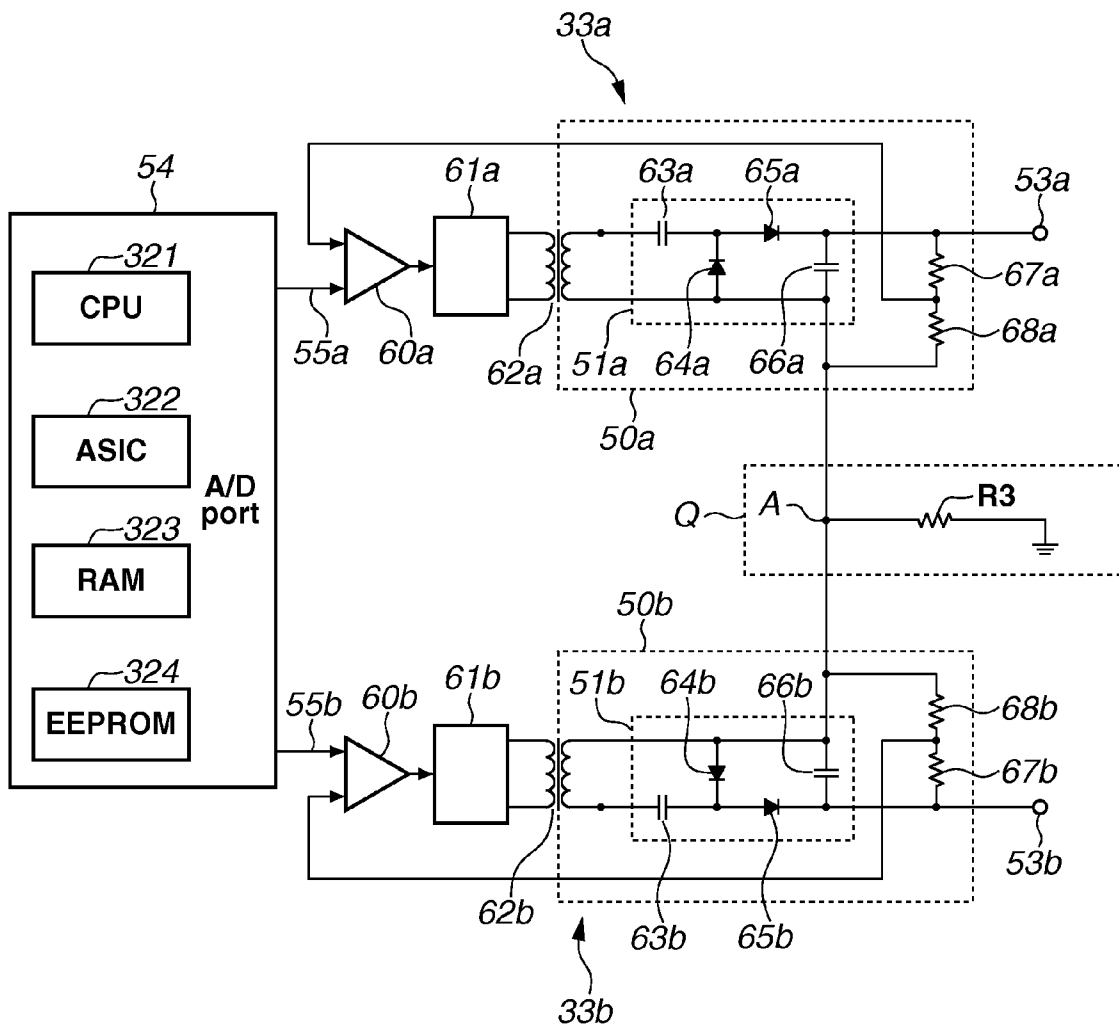 33a
54
61a
63a
65a
53a
321
CPU
67a
55a
60a
62a
51a
64a
66a
68a
322
ASIC
50a
A/D
port
Q
A
R3
323
RAM
50b
324
EEPROM
55b
60b
61b
51b
64b
66b
68b
67b
62b
63b
65b
53b
33b